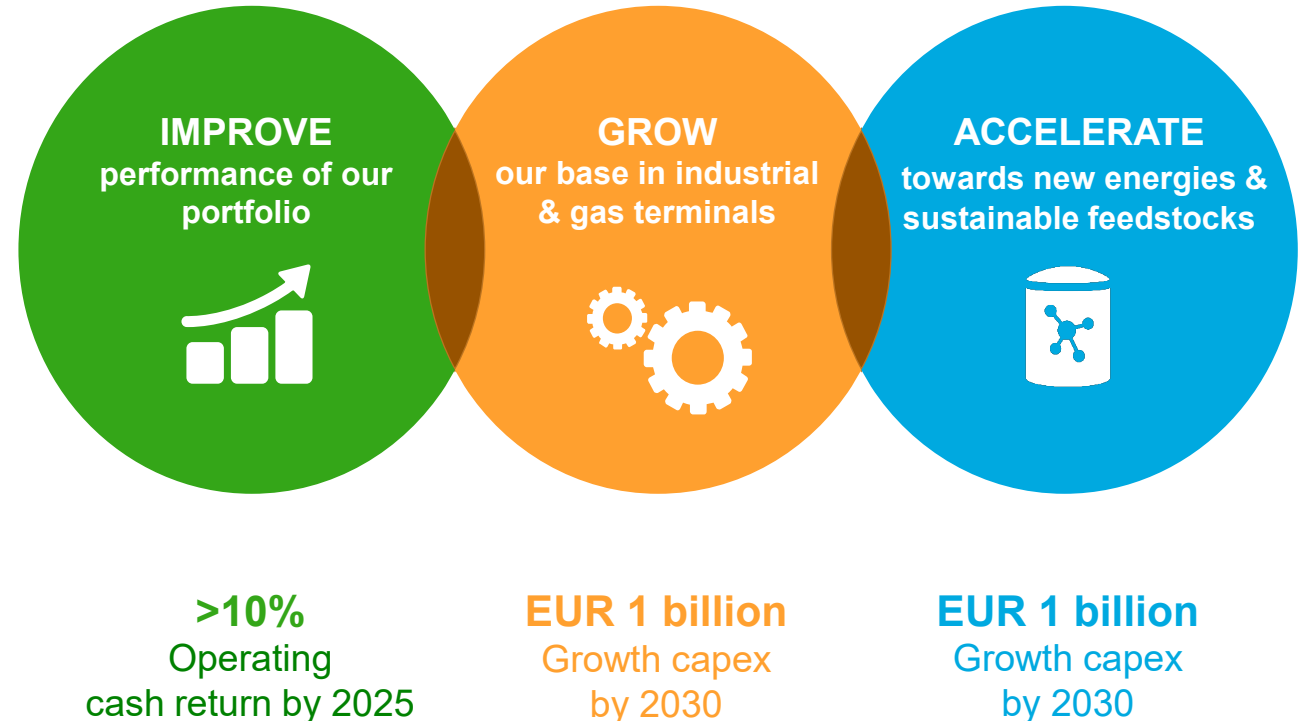 IMPROVE
performance of our
portfolio
GROW
our base in industrial
& gas terminals
ACCELERATE
towards new energies &
sustainable feedstocks
>10%
Operating
cash return by 2025
EUR 1 billion
Growth capex
by 2030
EUR 1 billion
Growth capex
by 2030